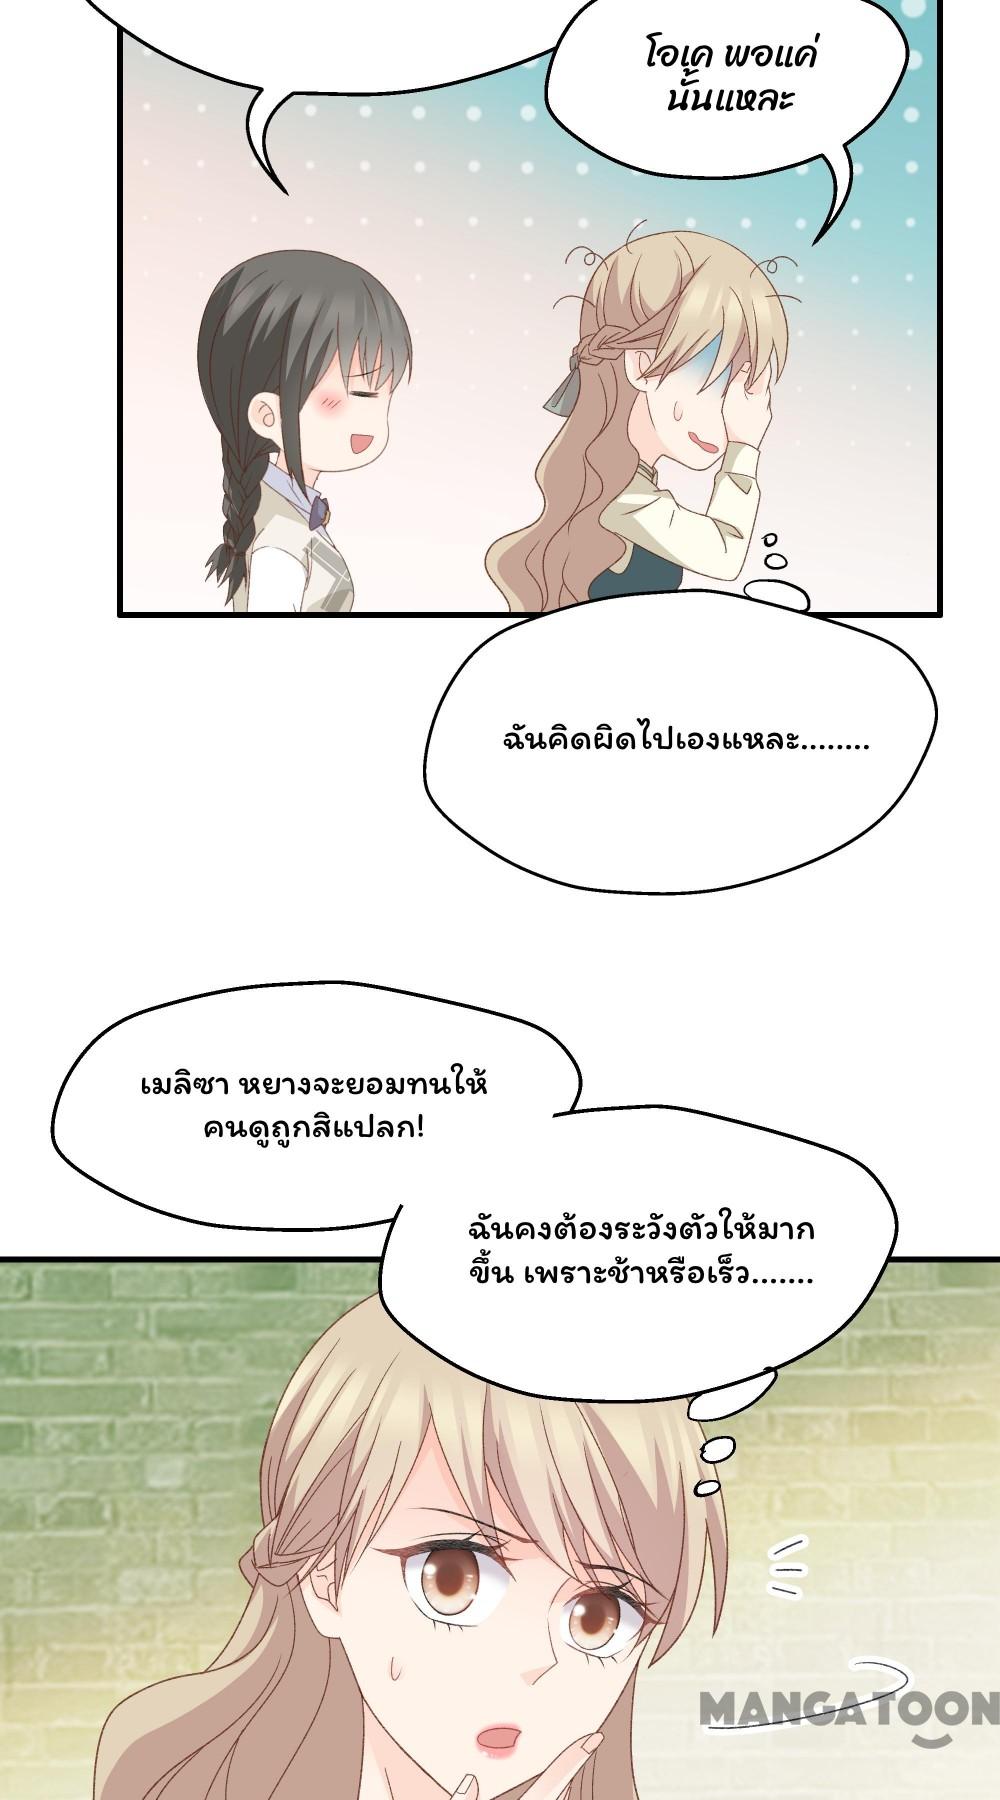 โอเค พอแค่
นั้นแหละ
ฉันคิดผิดไปเองแหละ........
เมลิซา หยางจะยอมทนให้
คนดูถูกสิแปลก!
ฉันคงต้องระวังตัวให้มาก
ขึ้น เพราะช้าหรือเร็ว.......
MANGATOON